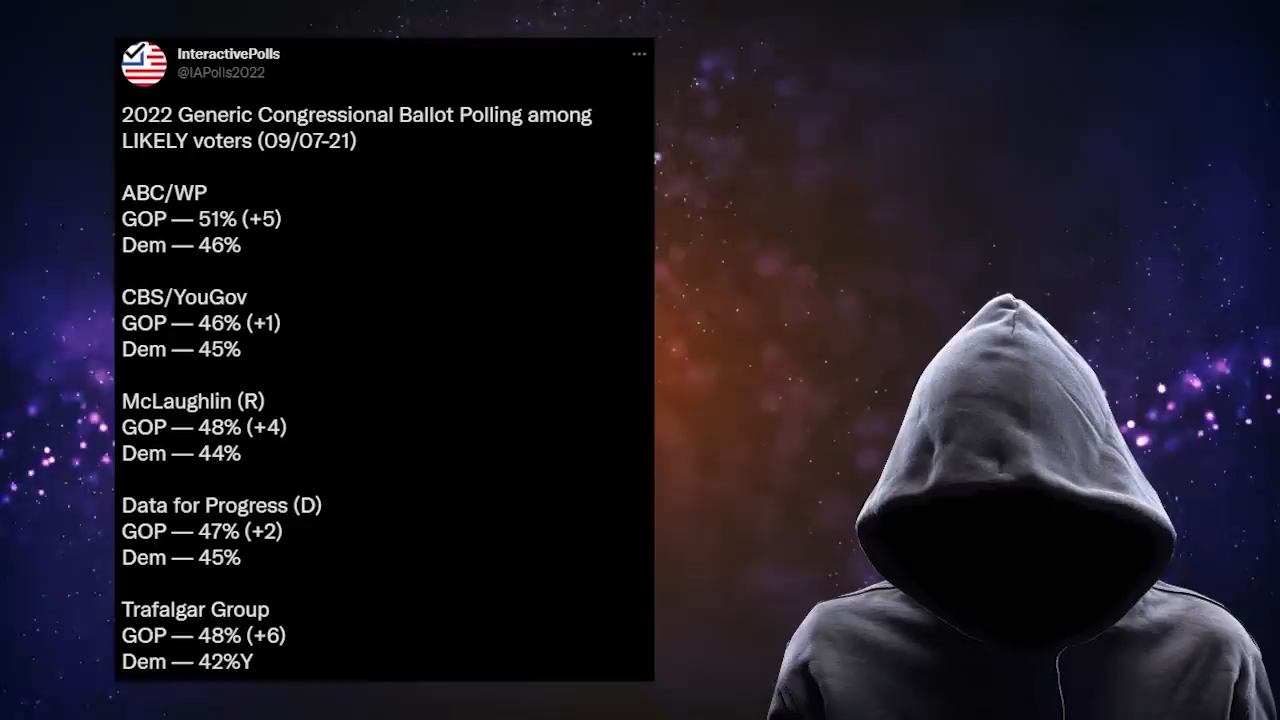 InteractivePolls
@IAPolls2022
2022 Generic Congressional Ballot Polling among
LIKELY voters (09/07-21)
ABC/WP
GOP — 51% (+5)
Dem — 46%
CBS/YouGov
GOP — 46% (+1)
Dem — 45%
McLaughlin (R)
GOP — 48% (+4)
Dem — 44%
Data for Progress (D)
GOP — 47% (+2)
Dem — 45%
Trafalgar Group
GOP — 48% (+6)
Dem — 42%Y